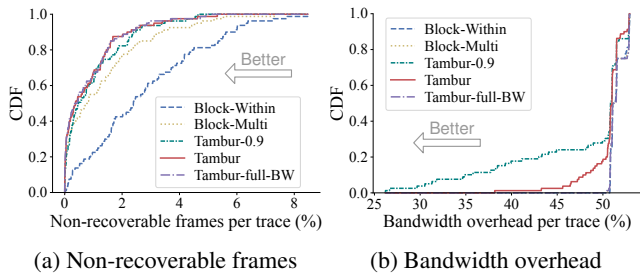 CDF
1.0
0.8
0.6
0.4
0.2
0.0
Better
Block-Within
Block-Multi
Tambur-0.9
Tambur
Tambur-full-BW
0 2 4 6 8
Non-recoverable frames per trace (%)
(a) Non-recoverable frames
CDF
1.0
0.8
0.6
0.4
0.2
0.0
Block-Within
Block-Multi
Tambur-0.9
Tambur
Tambur-full-BW
Better
25 30 35 40 45 50
Bandwidth overhead per trace (%)
(b) Bandwidth overhead